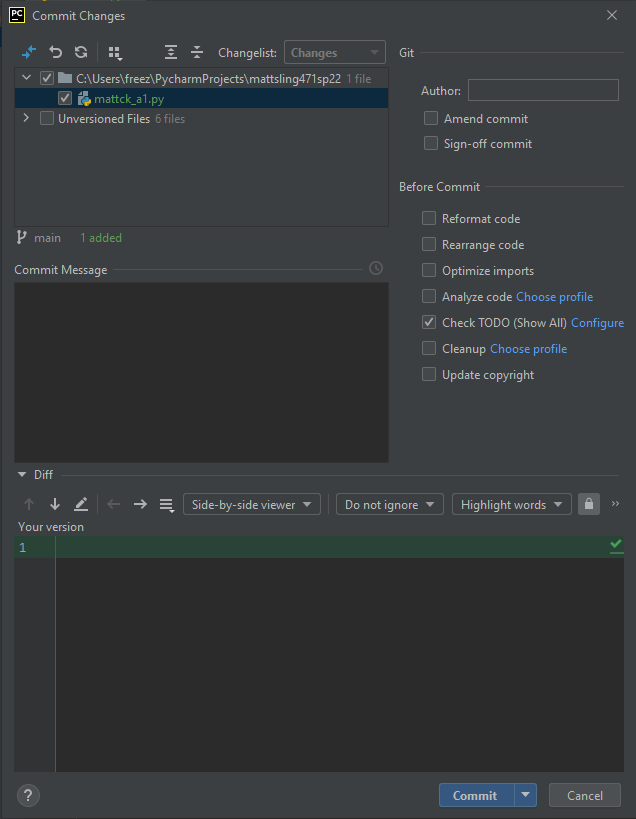 PC Commit Changes
Changelist: Changes
C:\Users\freez\PycharmProjects\mattsling471sp22 1 file
mattck_a1.py
Unversioned Files 6 files
main 1 added
Commit Message
Git
Author:
Amend commit
Sign-off commit
Before Commit
Reformat code
Rearrange code
Optimize imports
Analyze code Choose profile
Check TODO (Show All) Configure
Cleanup Choose profile
Update copyright
Diff
Side-by-side viewer Do not ignore Highlight words »
Your version
1
? Commit Cancel